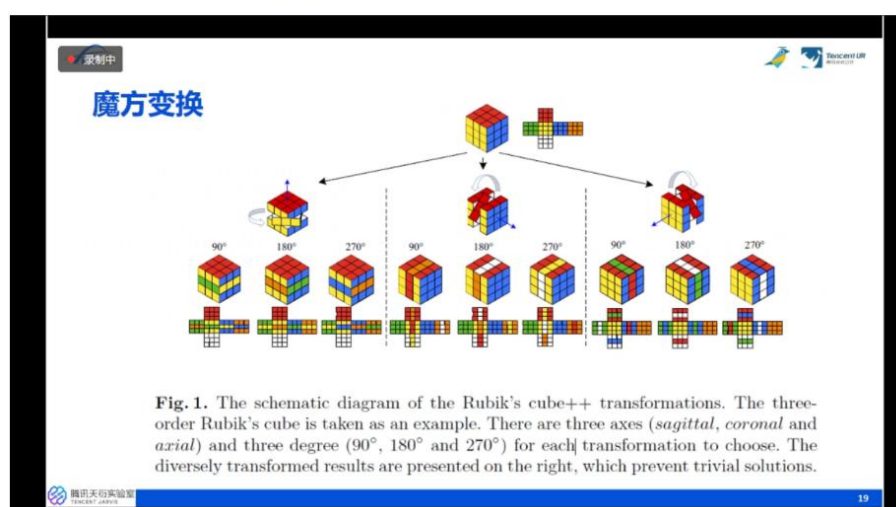 录制中
Tencent UR
魔方变换
90°
180°
270°
90°
180°
270°
90°
180°
270°
Fig. 1. The schematic diagram of the Rubik's cube++ transformations. The three-
order Rubik's cube is taken as an example. There are three axes (sagittal, coronal and
axial) and three degree (90°, 180° and 270°) for each transformation to choose. The
diversely transformed results are presented on the right, which prevent trivial solutions.
腾讯天衍实验室
TENCENT JARVIS
19